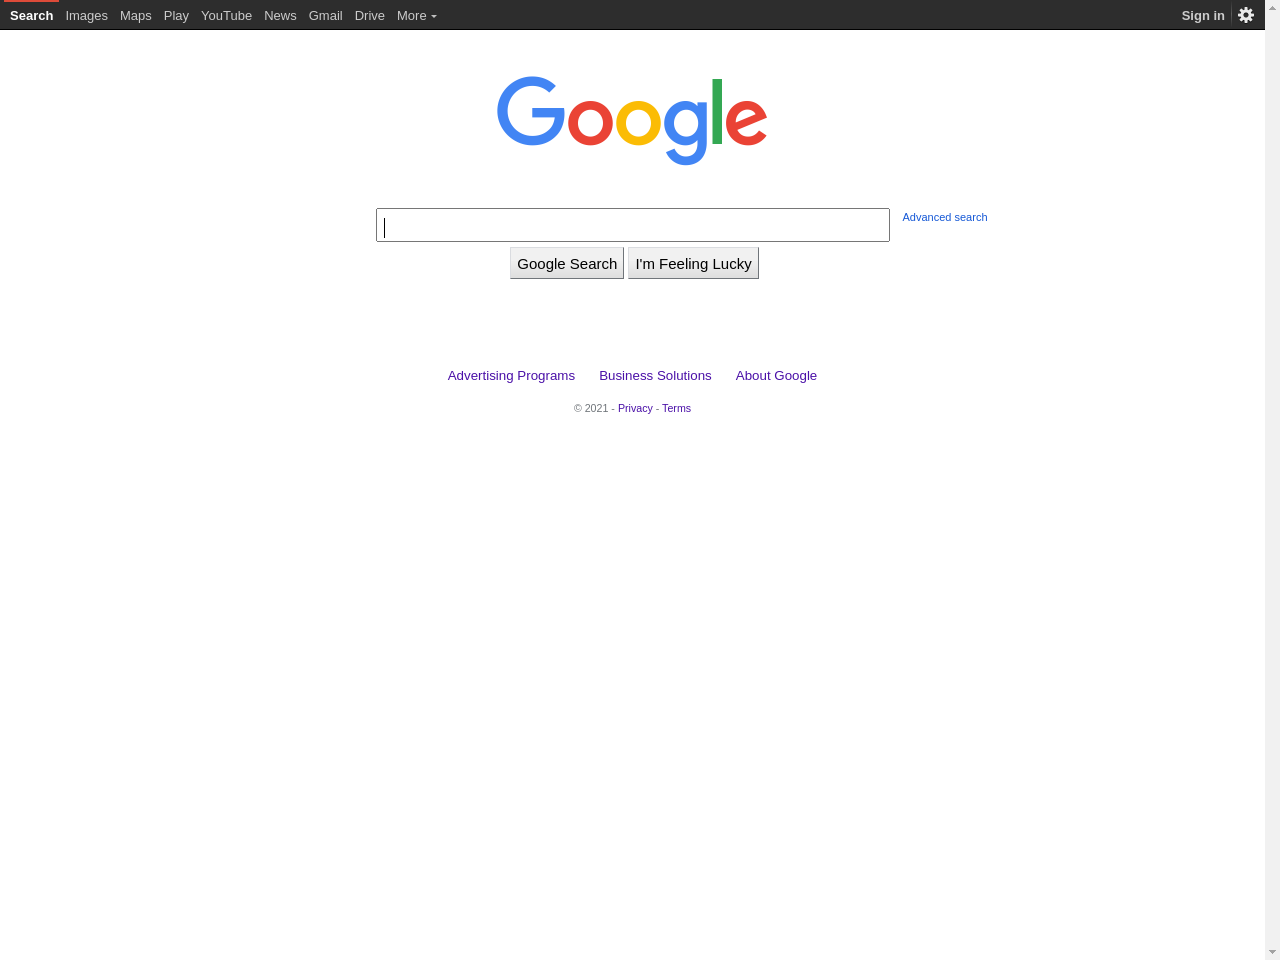 Search Images Maps Play YouTube News Gmail Drive More Sign in
Google
Advanced search
Google Search I'm Feeling Lucky
Advertising Programs Business Solutions About Google
© 2021 - Privacy - Terms